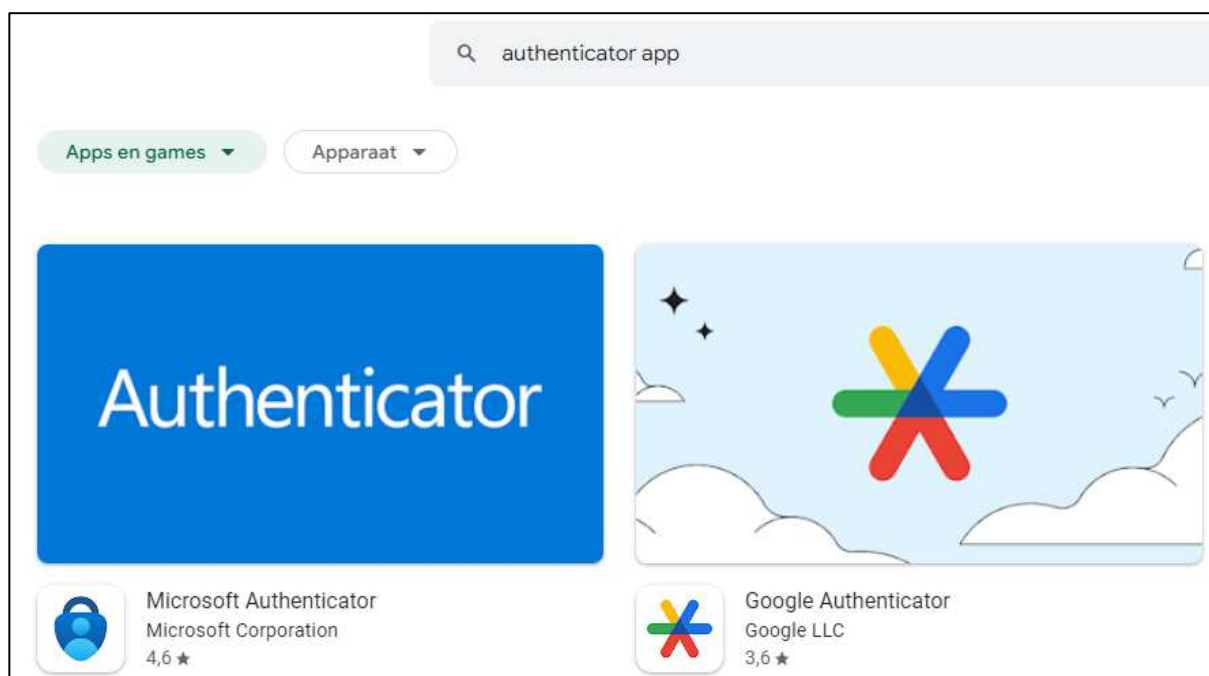 authenticator app
Apps en games
Apparaat
Authenticator
Microsoft Authenticator
Microsoft Corporation
4,6 ★
Google Authenticator
Google LLC
3,6 ★